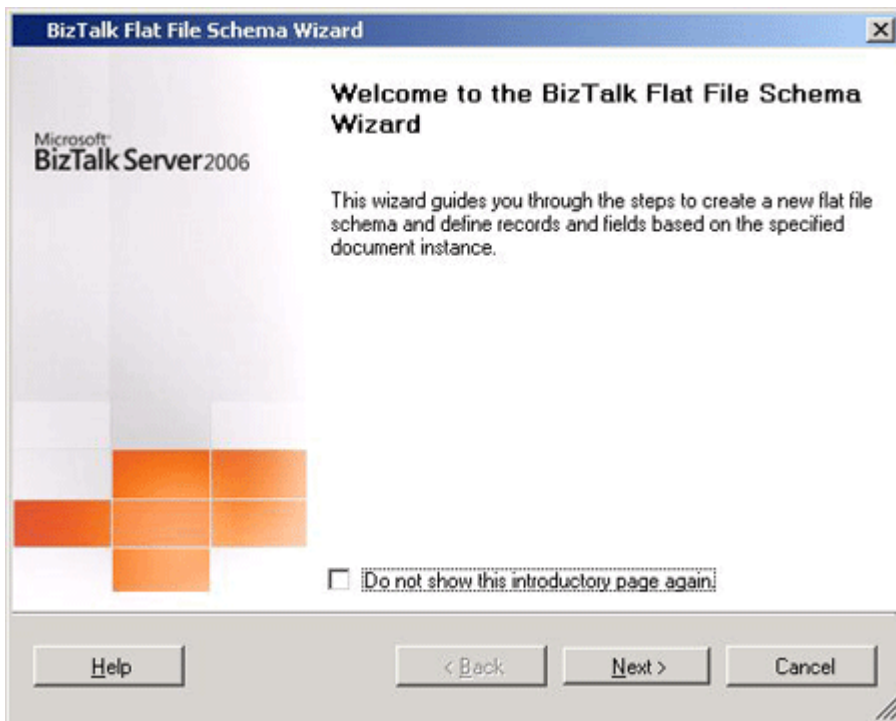 BizTalk Flat File Schema Wizard
Microsoft·
BizTalk Server 2006
Welcome to the BizTalk Flat File Schema
Wizard
This wizard guides you through the steps to create a new flat file
schema and define records and fields based on the specified
document instance.
Do not show this introductory page again.
Help
< Back
Next >
Cancel